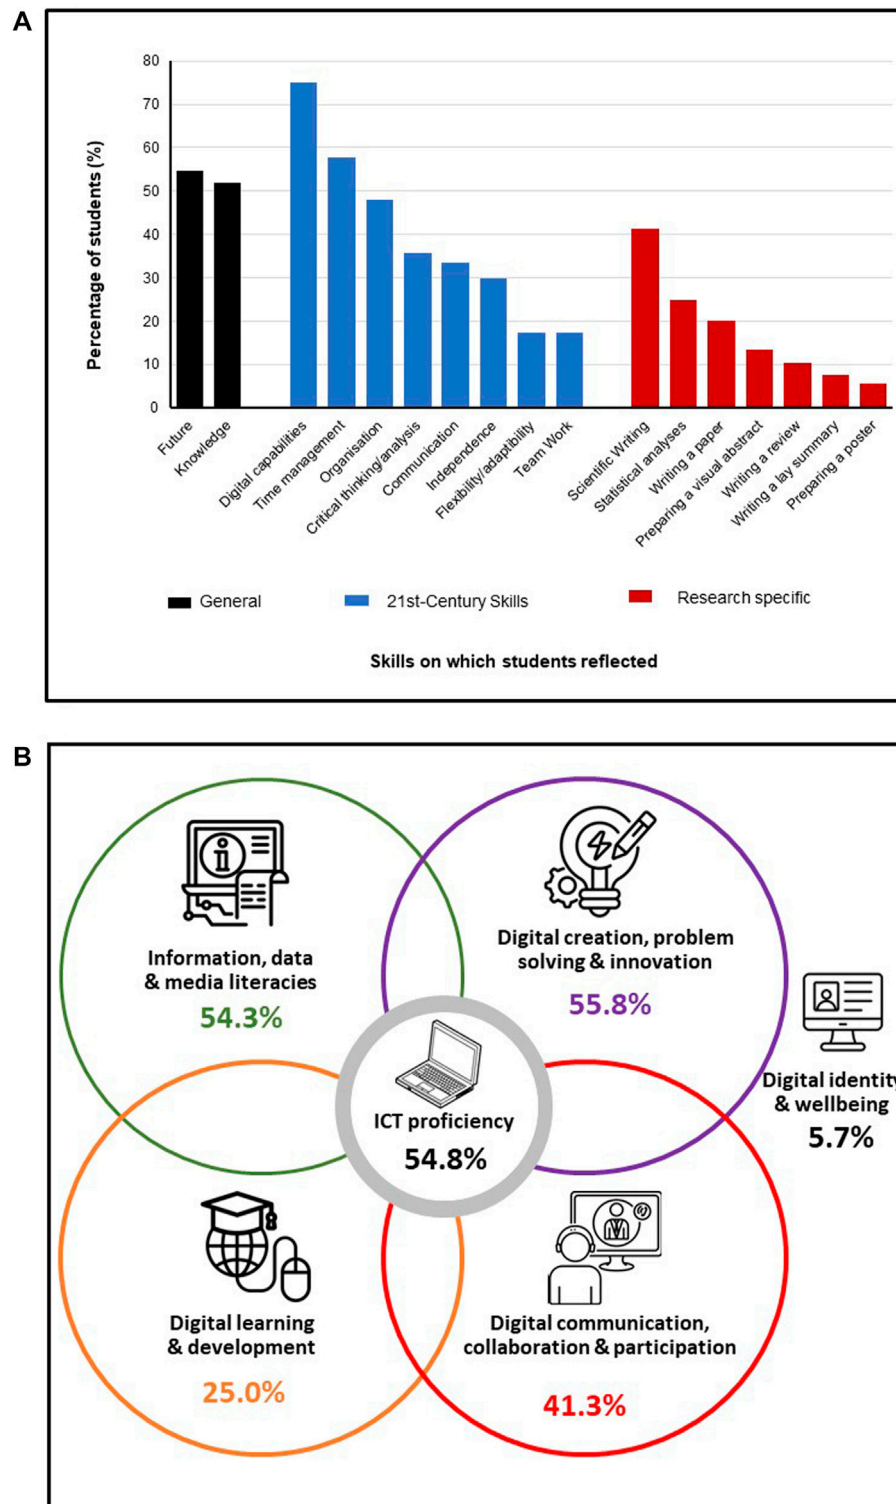 A
80
70
60
50
40
30
20
10
0
Percentage of students (%)
Future
Knowledge
Digital capabilities
Time management
Organisation
Critical thinking/analysis
Communication
Independence
Flexibility/adaptibility
Team Work
Scientific Writing
Statistical analyses
Writing a paper
Preparing a visual abstract
Writing a review
Writing a lay summary
Preparing a poster
General
21st-Century Skills
Research specific
Skills on which students reflected
B
Information, data
& media literacies
54.3%
Digital creation, problem
solving & innovation
55.8%
Digital identity
& wellbeing
5.7%
ICT proficiency
54.8%
Digital learning
& development
25.0%
Digital communication,
collaboration & participation
41.3%